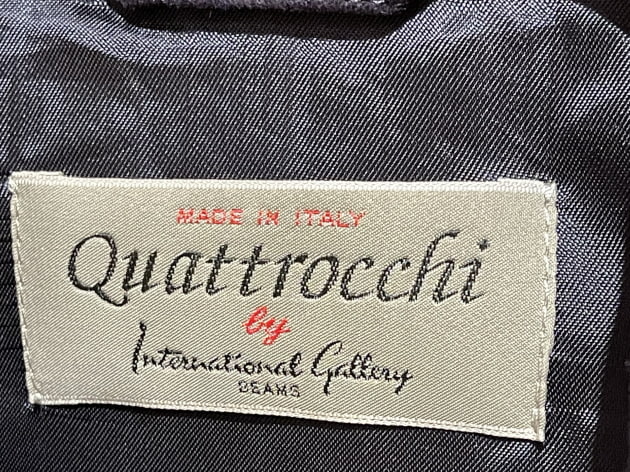 MADE IN ITALY
Quattrocchi
by
International Gallery
BEAMS